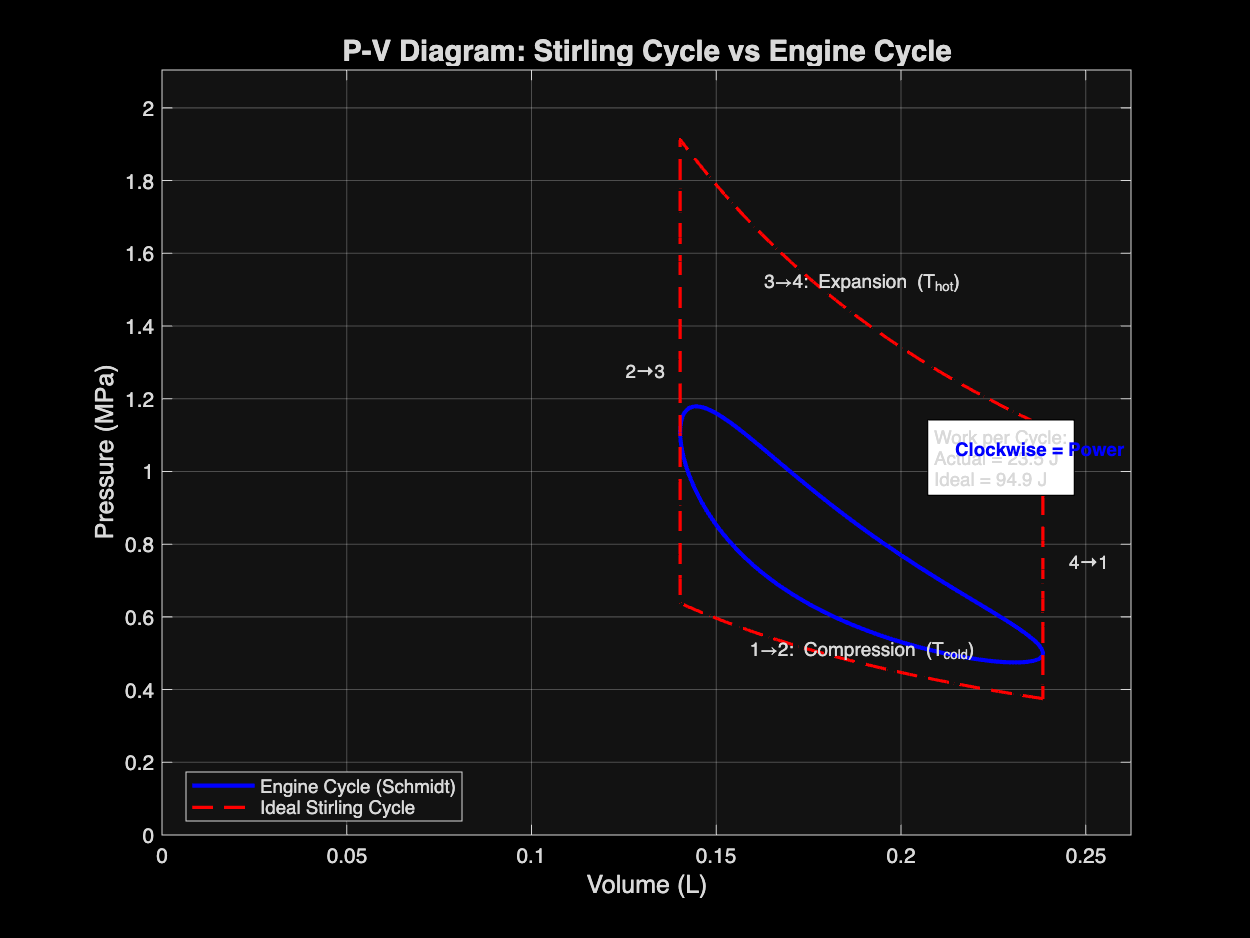 P-V Diagram: Stirling Cycle vs Engine Cycle
2
1.8
1.6
1.4
1.2
1
0.8
0.6
0.4
0.2
0
Pressure (MPa)
3→4: Expansion (Thot)
2→3
Work per Cycle:
Clockwise = Power
Actual = 23.5 J
Ideal = 94.9 J
4→1
1→2: Compression (Tcold)
Engine Cycle (Schmidt)
Ideal Stirling Cycle
0 0.05 0.1 0.15 0.2 0.25
Volume (L)